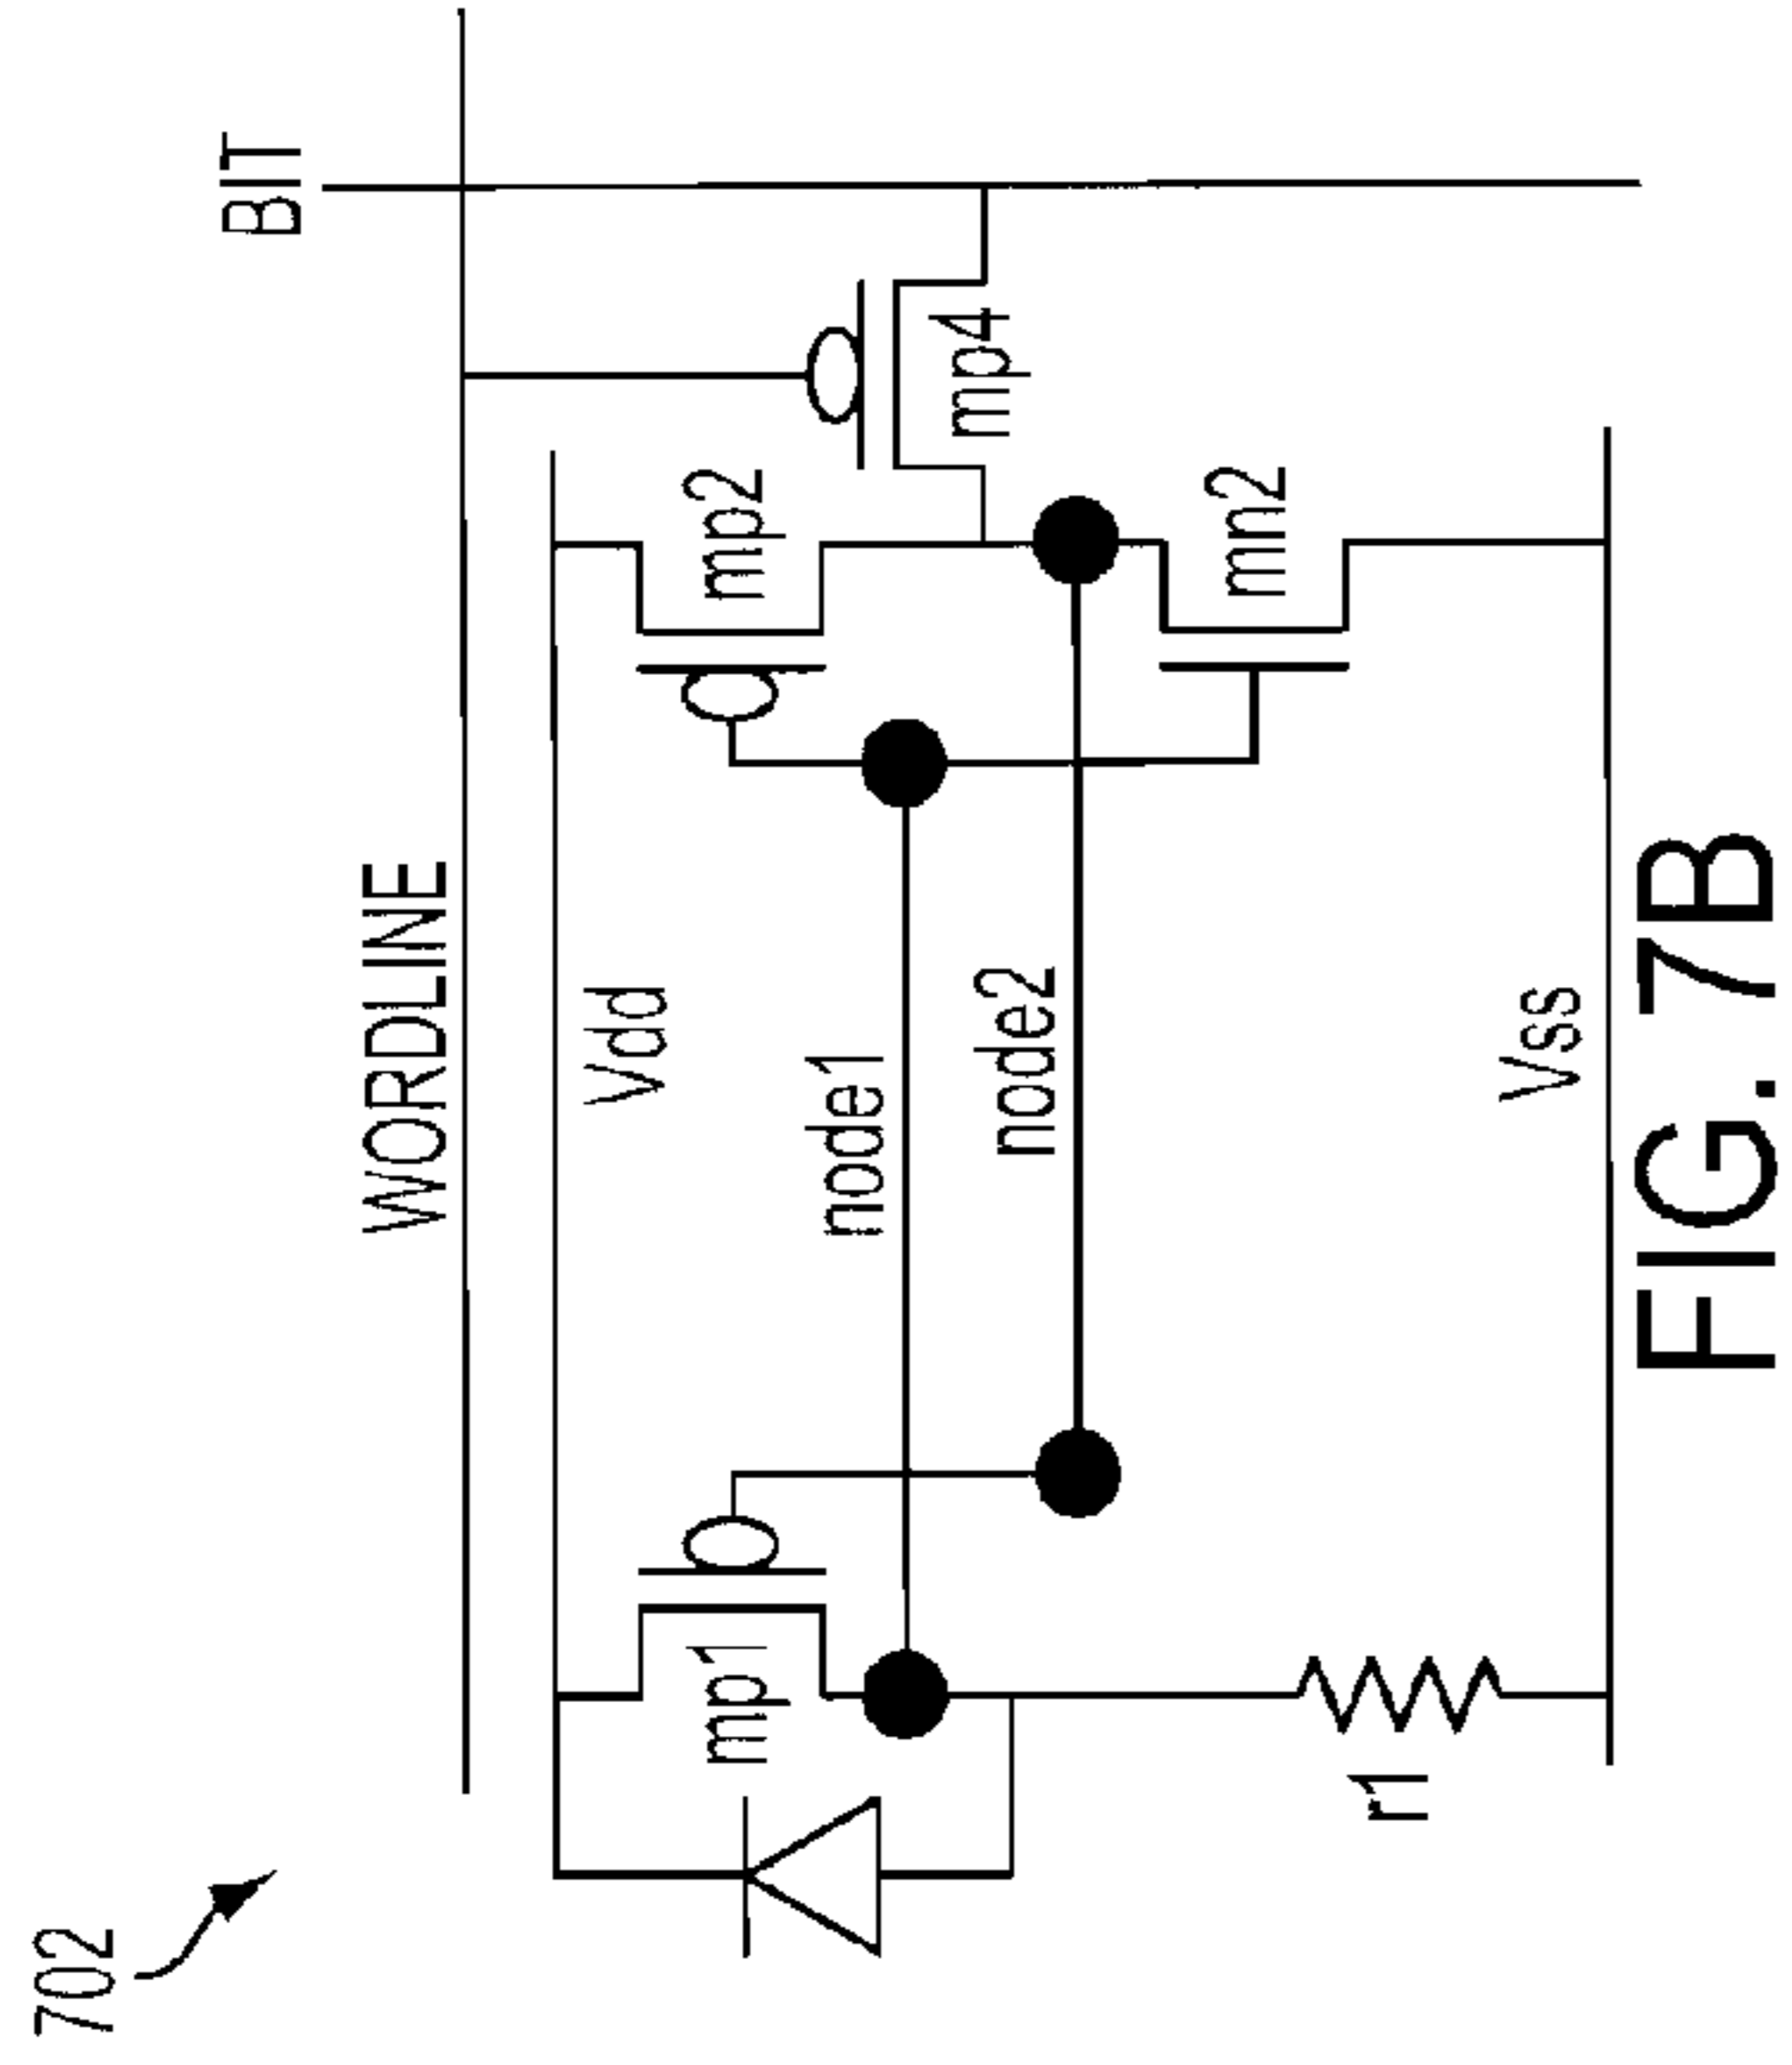 702
WORDLINE
BIT
Vdd
mp1
mp2
mp4
node1
node2
mn2
r1
Vss
FIG. 7B